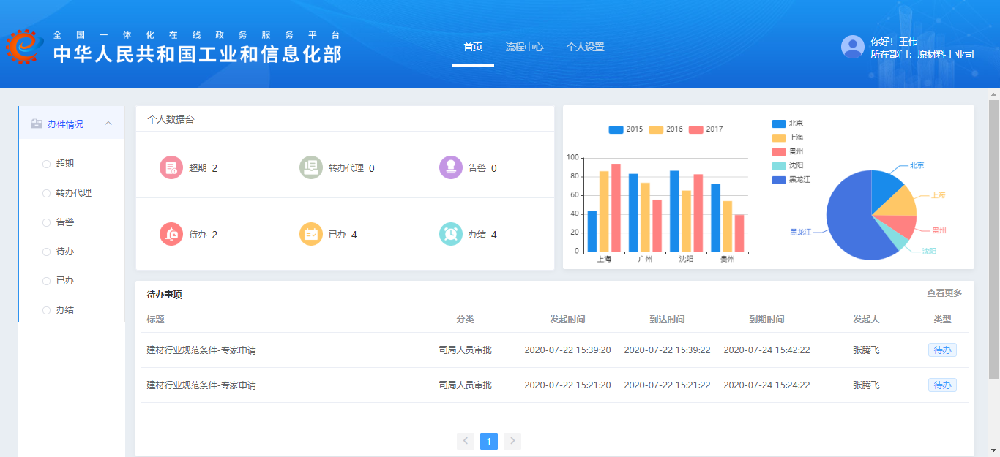 全国一体化在线政务服务平台
中华人民共和国工业和信息化部
首页 流程中心 个人设置
你好！王伟
所在部门：原材料工业司
办件情况
超期
转办代理
告警
待办
已办
办结
个人数据台
超期 2 转办代理 0 告警 0
待办 2 已办 4 办结 4
2015 2016 2017
100
80
60
40
20
0
上海 广州 沈阳 贵州
北京
上海
贵州
沈阳
黑龙江
北京
上海
贵州
沈阳
黑龙江
待办事项 查看更多
标题 分类 发起时间 到达时间 到期时间 发起人 类型
建材行业规范条件-专家申请 司局人员审批 2020-07-22 15:39:20 2020-07-22 15:39:22 2020-07-24 15:42:22 张腾飞 待办
建材行业规范条件-专家申请 司局人员审批 2020-07-22 15:21:20 2020-07-22 15:21:22 2020-07-24 15:24:22 张腾飞 待办
1